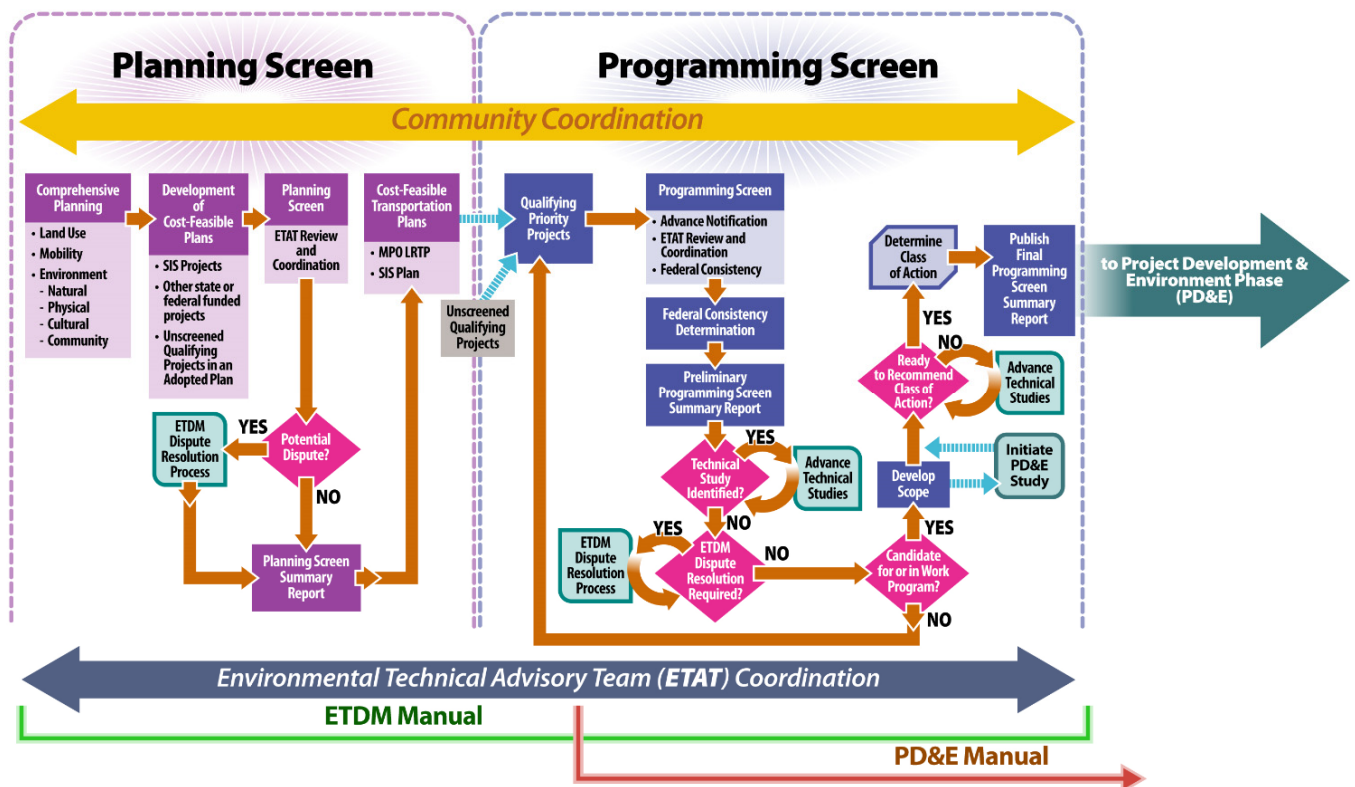 Planning Screen
Programming Screen
Community Coordination
Comprehensive
Planning
• Land Use
• Mobility
• Environment
- Natural
- Physical
- Cultural
- Community
Development
of
Cost-Feasible
Plans
• SIS Projects
• Other state or
federal funded
projects
• Unscreened
Qualifying
Projects in an
Adopted Plan
Planning
Screen
ETAT Review
and
Coordination
Cost-Feasible
Transportation
Plans
• MPO LRTP
• SIS Plan
Potential
Dispute?
YES
NO
ETDM
Dispute
Resolution
Process
Planning Screen
Summary
Report
Qualifying
Priority
Projects
Unscreened
Qualifying
Projects
Programming Screen
• Advance Notification
• ETAT Review and
Coordination
• Federal Consistency
Federal Consistency
Determination
Preliminary
Programming Screen
Summary Report
Technical
Study
Identified?
YES
Advance
Technical
Studies
NO
ETDM
Dispute
Resolution
Required?
YES
ETDM
Dispute
Resolution
Process
NO
Candidate
for or in Work
Program?
YES
NO
Develop
Scope
Initiate
PD&E
Study
Ready
to Recommend
Class of
Action?
NO
Advance
Technical
Studies
YES
Determine
Class
of Action
Publish
Final
Programming
Screen
Summary
Report
to Project Development &
Environment Phase
(PD&E)
Environmental Technical Advisory Team (ETAT) Coordination
ETDM Manual
PD&E Manual